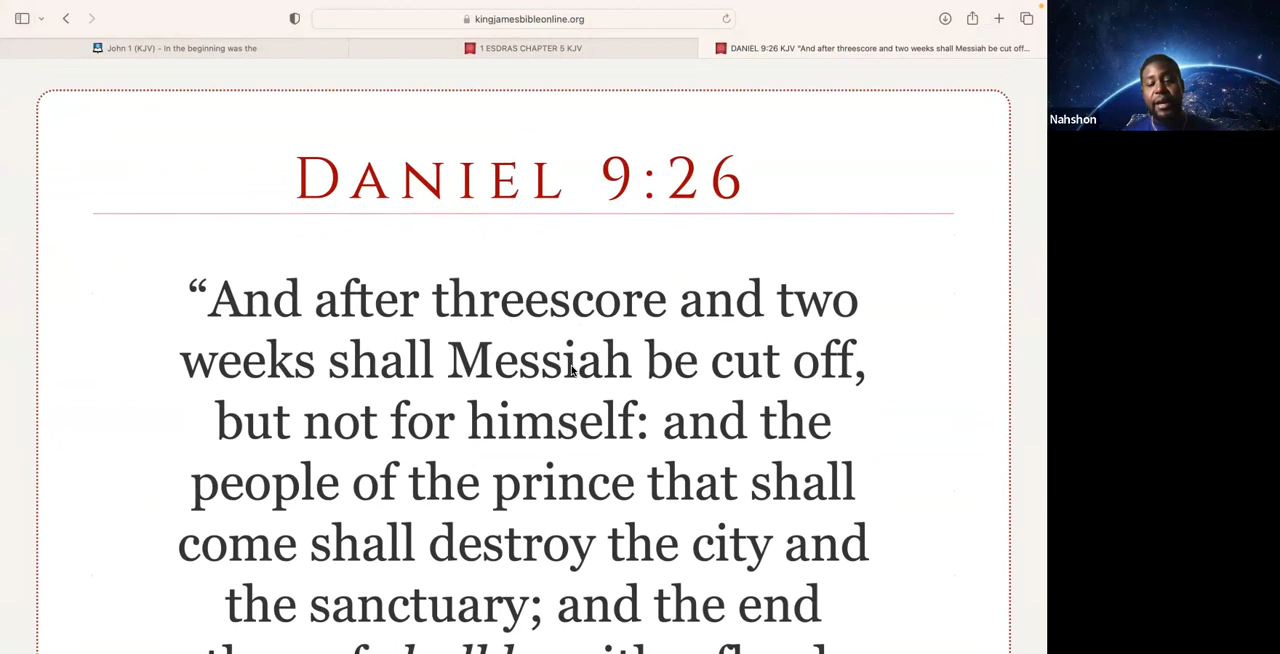 kingjamesbibleonline.org
John 1 (KJV) - In the beginning was the
1 ESDRAS CHAPTER 5 KJV
DANIEL 9:26 KJV "And after threescore and two weeks shall Messiah be cut off...
Nahshon
DANIEL 9:26
“And after threescore and two
weeks shall Messiah be cut off,
but not for himself: and the
people of the prince that shall
come shall destroy the city and
the sanctuary; and the end